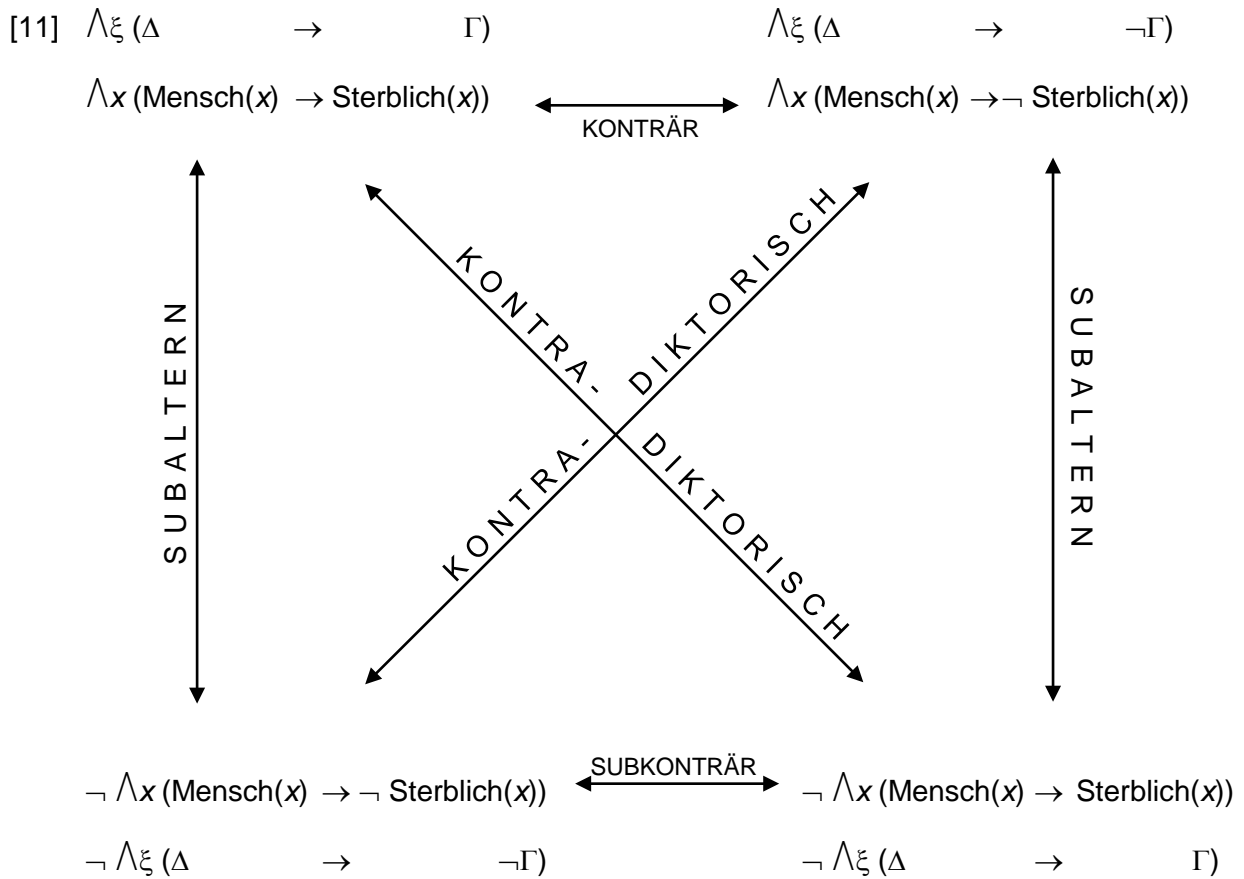 [11] ⋀ξ (Δ → Γ) ⋀ξ (Δ → ¬Γ)
⋀x (Mensch(x) → Sterblich(x)) ⋀x (Mensch(x) →¬ Sterblich(x))
KONTRÄR
SUBALTERN
KONTRA- DIKTORISCH
KONTRA- DIKTORISCH
SUBALTERN
SUBKONTRÄR
¬ ⋀x (Mensch(x) → ¬ Sterblich(x)) ¬ ⋀x (Mensch(x) → Sterblich(x))
¬ ⋀ξ (Δ → ¬Γ) ¬ ⋀ξ (Δ → Γ)